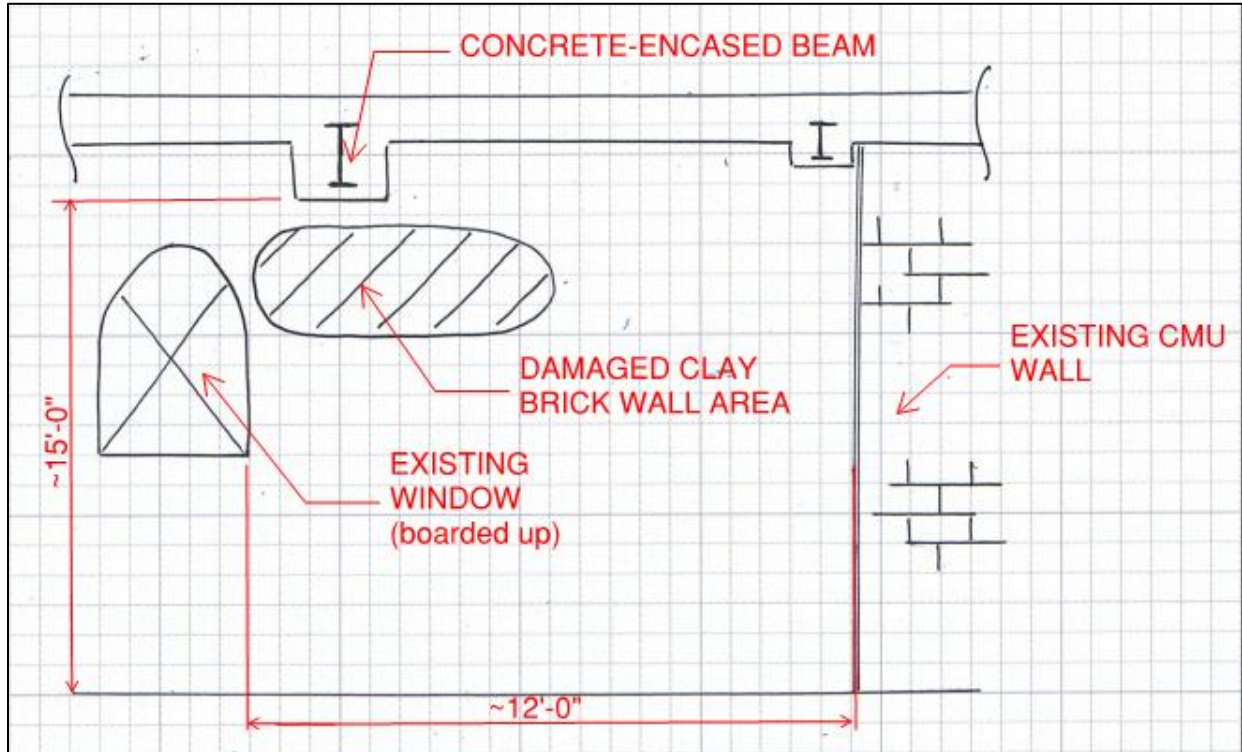 CONCRETE-ENCASED BEAM
EXISTING CMU
WALL
DAMAGED CLAY
BRICK WALL AREA
~15'-0"
EXISTING
WINDOW
(boarded up)
~12'-0"